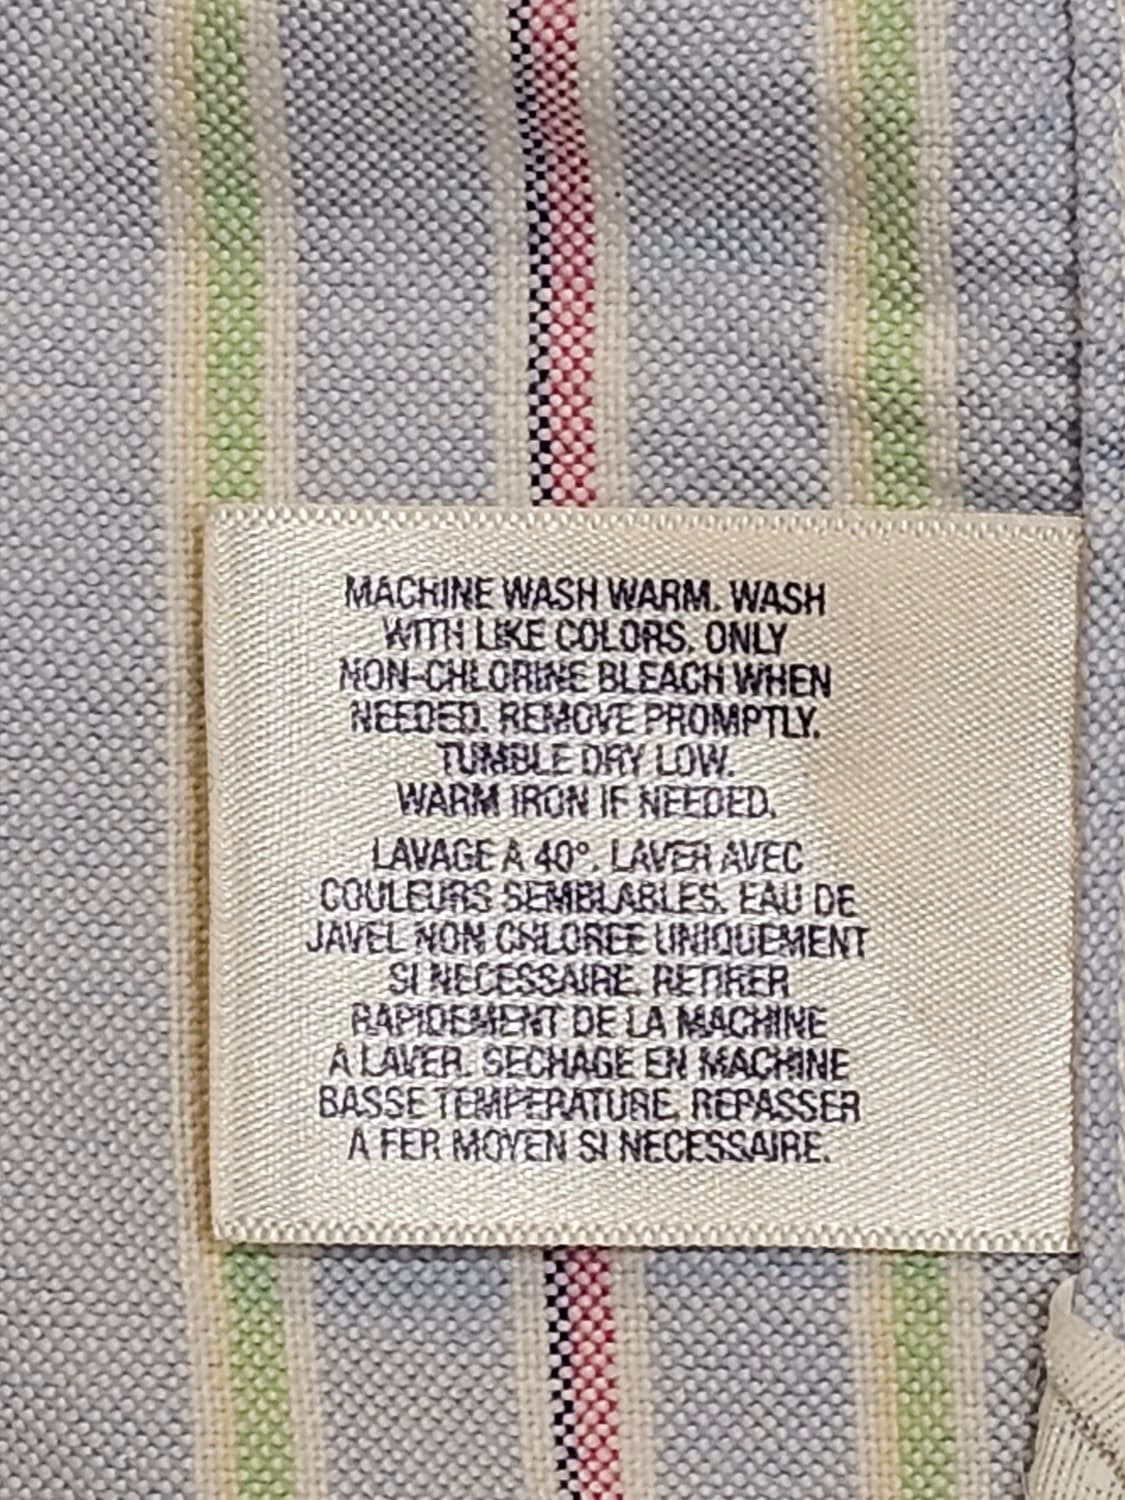 MACHINE WASH WARM. WASH
WITH LIKE COLORS. ONLY
NON-CHLORINE BLEACH WHEN
NEEDED. REMOVE PROMPTLY.
TUMBLE DRY LOW.
WARM IRON IF NEEDED.
LAVAGE A 40°. LAVER AVEC
COULEURS SEMBLABLES. EAU DE
JAVEL NON CHLOREE UNIQUEMENT
SI NECESSAIRE. RETIRER
RAPIDEMENT DE LA MACHINE
A LAVER. SECHAGE EN MACHINE
BASSE TEMPERATURE. REPASSER
A FER MOYEN SI NECESSAIRE.